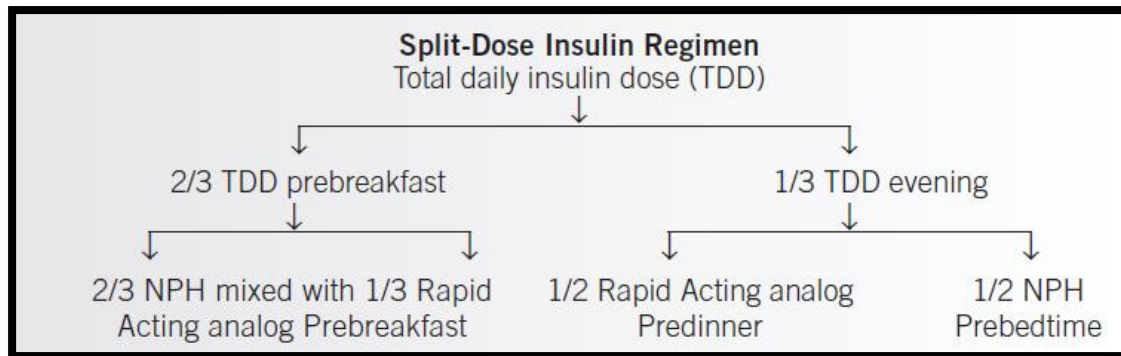 Split-Dose Insulin Regimen
Total daily insulin dose (TDD)
2/3 TDD prebreakfast
1/3 TDD evening
2/3 NPH mixed with 1/3 Rapid
Acting analog Prebreakfast
1/2 Rapid Acting analog
Predinner
1/2 NPH
Prebedtime